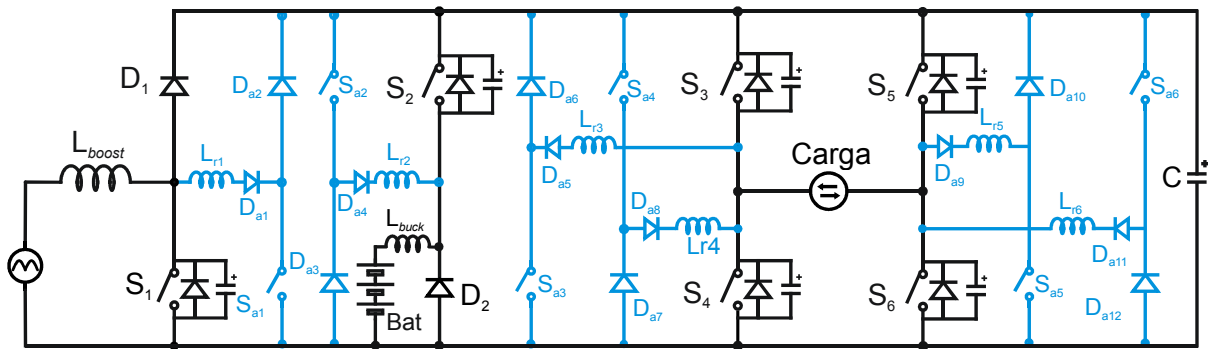 D1
Da2
Sa2
S2
Da6
Sa4
S3
S5
Da10
Sa6
Lboost
Lr1
Da1
Da4
Lr2
Lr3
Da5
Carga
Da9
Lr5
C
Lbuck
Da8
Lr4
Lr6
Da11
S1
Sa1
Da3
Bat
D2
Sa3
Da7
S4
S6
Sa5
Da12